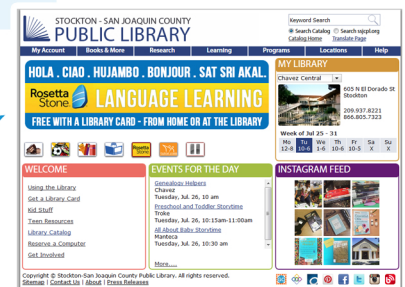 STOCKTON - SAN JOAQUIN COUNTY
PUBLIC LIBRARY
Keyword Search
Search Catalog Search ssjcpl.org
Catalog Home Translate Page
My Account Books & More Research Learning Programs Locations Help
HOLA . CIAO . HUJAMBO . BONJOUR . SAT SRI AKAL.
Rosetta Stone LANGUAGE LEARNING
FREE WITH A LIBRARY CARD - FROM HOME OR AT THE LIBRARY
MY LIBRARY
Chavez Central
605 N El Dorado St
Stockton
209.937.8221
866.805.7323
Week of Jul 25 - 31
Mo Tu We Th Fr Sa Su
12-8 10-6 1-6 10-6 10-5 X X
WELCOME
Using the Library
Get a Library Card
Kid Stuff
Teen Resources
Library Catalog
Reserve a Computer
Get Involved
EVENTS FOR THE DAY
Genealogy Helpers
Chavez
Tuesday, Jul. 26, 10 am
Preschool and Toddler Storytime
Troke
Tuesday, Jul. 26, 10:15am-11:00am
All About Baby Storytime
Manteca
Tuesday, Jul. 26, 10:30 am
More.....
INSTAGRAM FEED
Copyright © Stockton-San Joaquin County Public Library. All rights reserved.
Sitemap | Contact Us | About | Press Releases